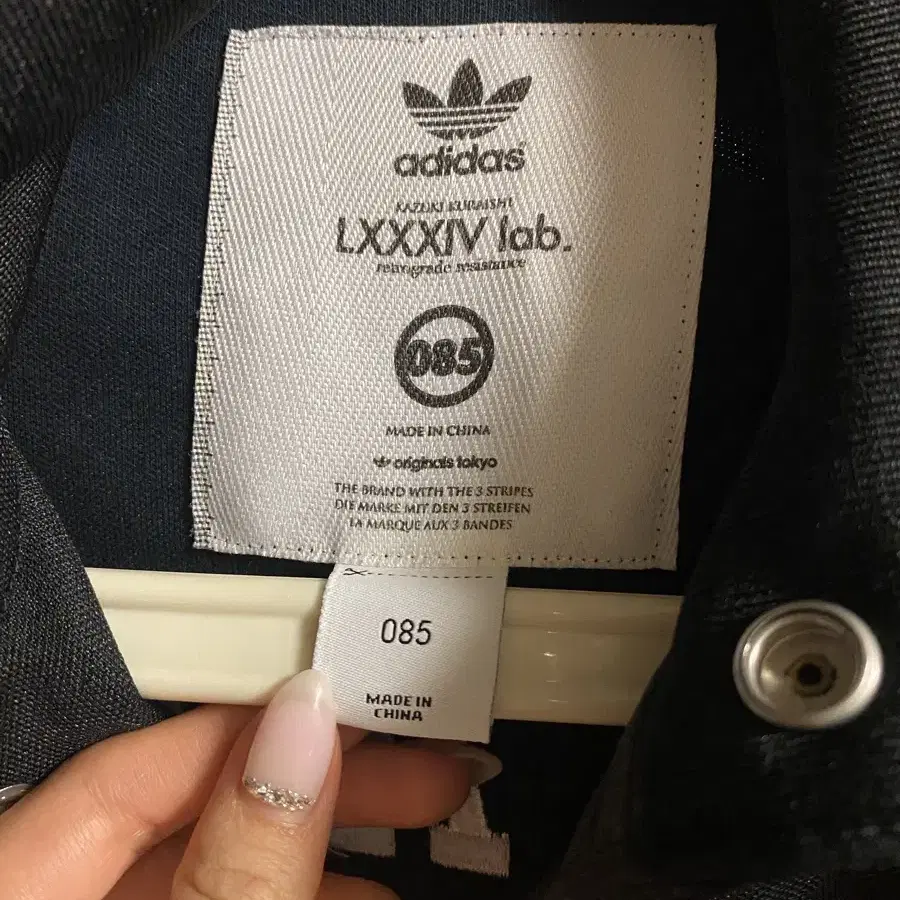 adidas
KAZUKI KURAISHI
LXXXIV lab.
retrograde resistance
085
MADE IN CHINA
originals tokyo
THE BRAND WITH THE 3 STRIPES
DIE MARKE MIT DEN 3 STREIFEN
LA MARQUE AUX 3 BANDES
085
MADE IN
CHINA